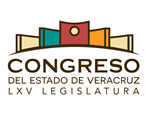 CONGRESO
DEL ESTADO DE VERACRUZ
LXV LEGISLATURA